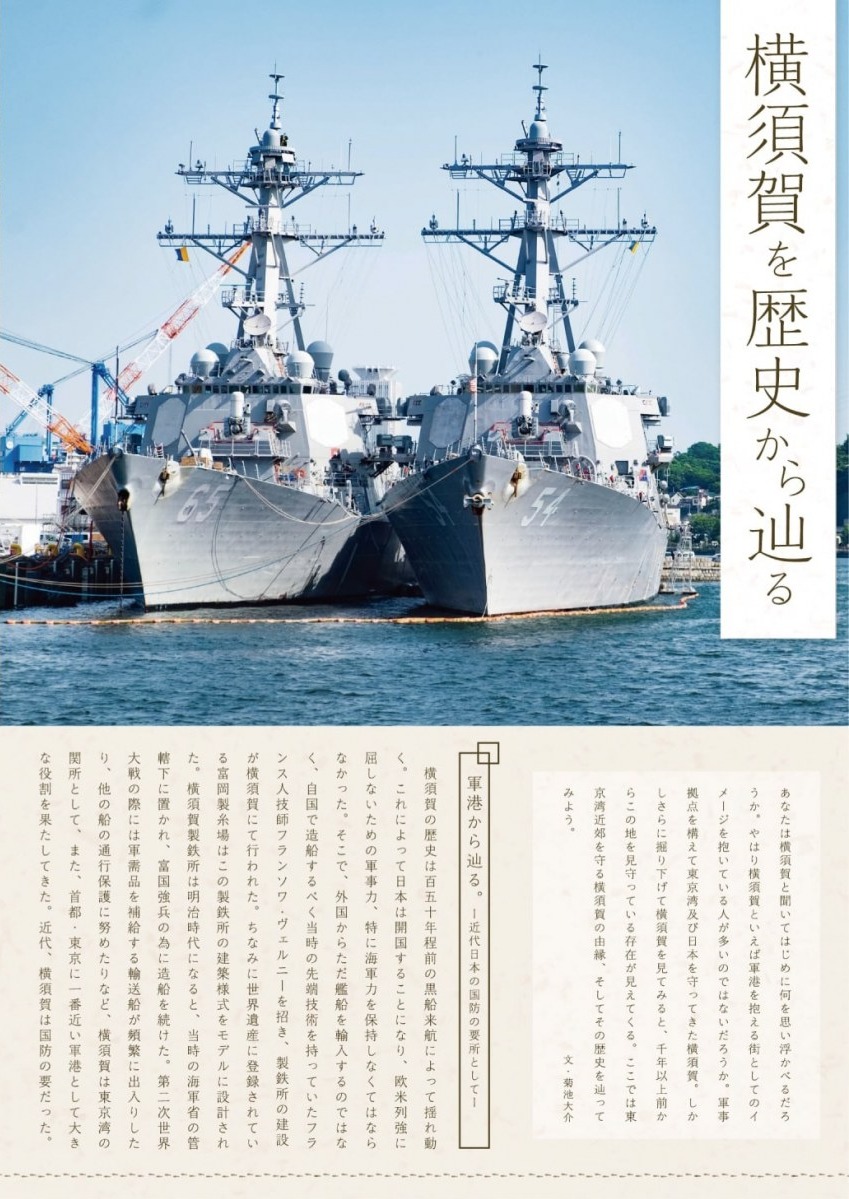 横須賀を歴史から辿る
65
54
あなたは横須賀と聞いてはじめに何を思い浮かべるだろ
うか。やはり横須賀といえば軍港を抱える街としてのイ
メージを抱いている人が多いのではないだろうか。軍事
拠点を構えて東京湾及び日本を守ってきた横須賀。しか
しさらに掘り下げて横須賀を見てみると、千年以上前か
らこの地を見守っている存在が見えてくる。ここでは東
京湾近郊を守る横須賀の由縁、そしてその歴史を辿って
みよう。
文・菊池大介
軍港から辿る。ー近代日本の国防の要所としてー
横須賀の歴史は百五十年程前の黒船来航によって揺れ動
く。これによって日本は開国することになり、欧米列強に
屈しないための軍事力、特に海軍力を保持しなくてはなら
なかった。そこで、外国からただ艦船を輸入するのではな
く、自国で造船するべく当時の先端技術を持っていたフラ
ンス人技師フランソワ・ヴェルニーを招き、製鉄所の建設
が横須賀にて行われた。ちなみに世界遺産に登録されてい
る富岡製糸場はこの製鉄所の建築様式をモデルに設計され
た。横須賀製鉄所は明治時代になると、当時の海軍省の管
轄下に置かれ、富国強兵の為に造船を続けた。第二次世界
大戦の際には軍需品を補給する輸送船が頻繁に出入りした
り、他の船の通行保護に努めたりなど、横須賀は東京湾の
関所として、また、首都・東京に一番近い軍港として大き
な役割を果たしてきた。近代、横須賀は国防の要だった。